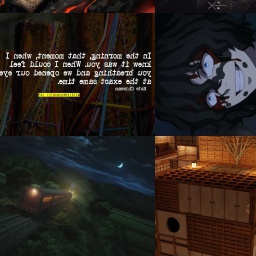 In the morning, that moment, when I
knew it was you. When I could feel
you breathing and we opened our eyes
at the exact same time.